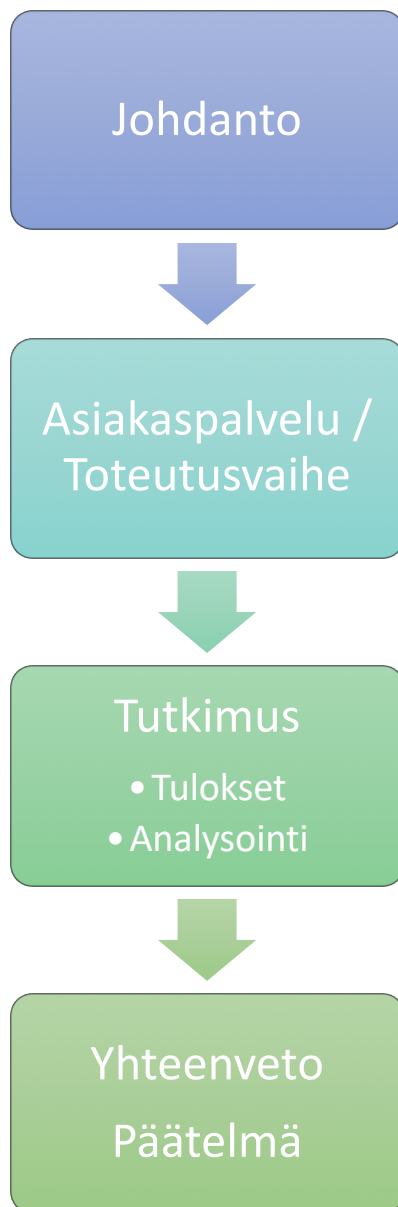 Johdanto
Asiakaspalvelu /
Toteutusvaihe
Tutkimus
• Tulokset
• Analysointi
Yhteenveto
Päätelmä